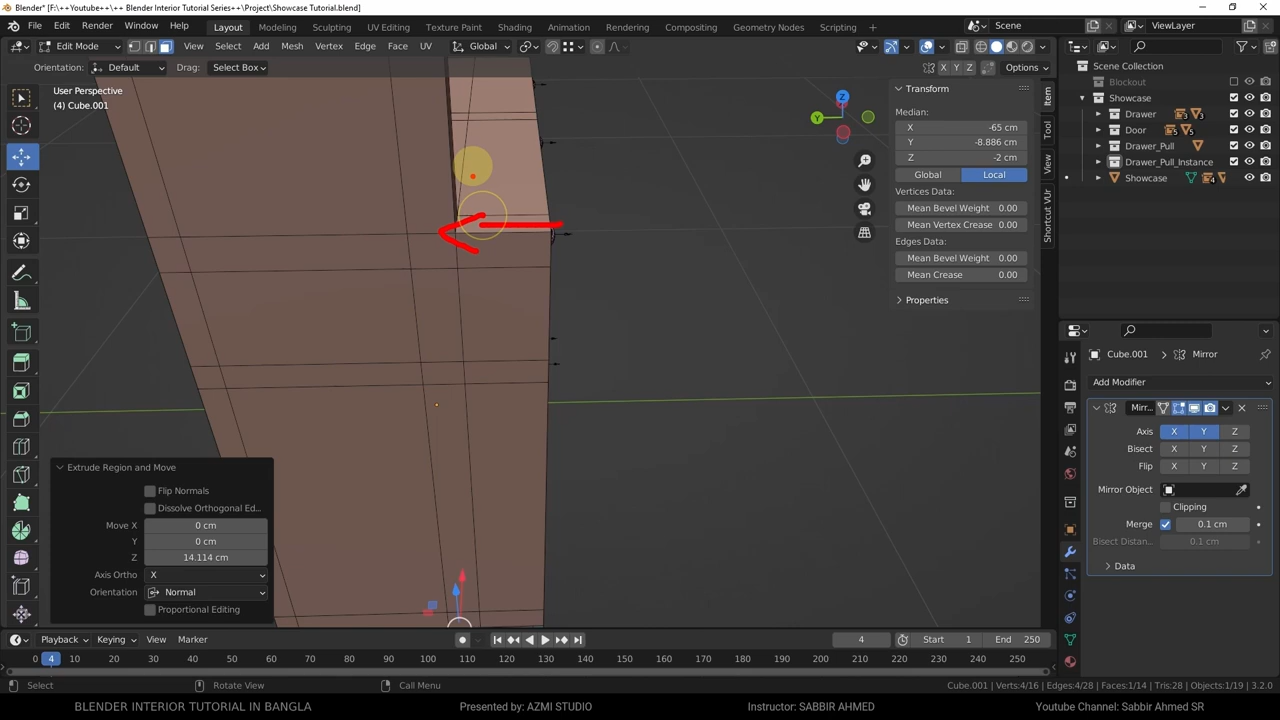 Blender* [F:\++Youtube++\++ Blender Interior Tutorial Series++\Project\Showcase Tutorial.blend]
File Edit Render Window Help Layout Modeling Sculpting UV Editing Texture Paint Shading Animation Rendering Compositing Geometry Nodes Scripting Scene ViewLayer
Edit Mode View Select Add Mesh Vertex Edge Face UV Global
Orientation: Default Drag: Select Box X Y Z Options
User Perspective
(4) Cube.001
Z
Y
Transform
Median:
X -65 cm
Y -8.886 cm
Z -2 cm
Global Local
Vertices Data:
Mean Bevel Weight 0.00
Mean Vertex Crease 0.00
Edges Data:
Mean Bevel Weight 0.00
Mean Crease 0.00
Properties
Item
Tool
View
Shortcut VUr
Scene Collection
Blockout
Showcase
Drawer 3 3
Door 5 5
Drawer_Pull
Drawer_Pull_Instance
Showcase 4
Cube.001 Mirror
Add Modifier
Mirr...
Axis X Y Z
Bisect X Y Z
Flip X Y Z
Mirror Object
Clipping
Merge 0.1 cm
Bisect Distan... 0.1 cm
Data
Extrude Region and Move
Flip Normals
Dissolve Orthogonal Ed...
Move X 0 cm
Y 0 cm
Z 14.114 cm
Axis Ortho X
Orientation Normal
Proportional Editing
Playback Keying View Marker 4 Start 1 End 250
0 4 10 20 30 40 50 60 70 80 90 100 110 120 130 140 150 160 170 180 190 200 210 220 230 240 250
Select Rotate View Call Menu Cube.001 | Verts:4/16 | Edges:4/28 | Faces:1/14 | Tris:28 | Objects:1/19 | 3.2.0
BLENDER INTERIOR TUTORIAL IN BANGLA Presented by: AZMI STUDIO Instructor: SABBIR AHMED Youtube Channel: Sabbir Ahmed SR